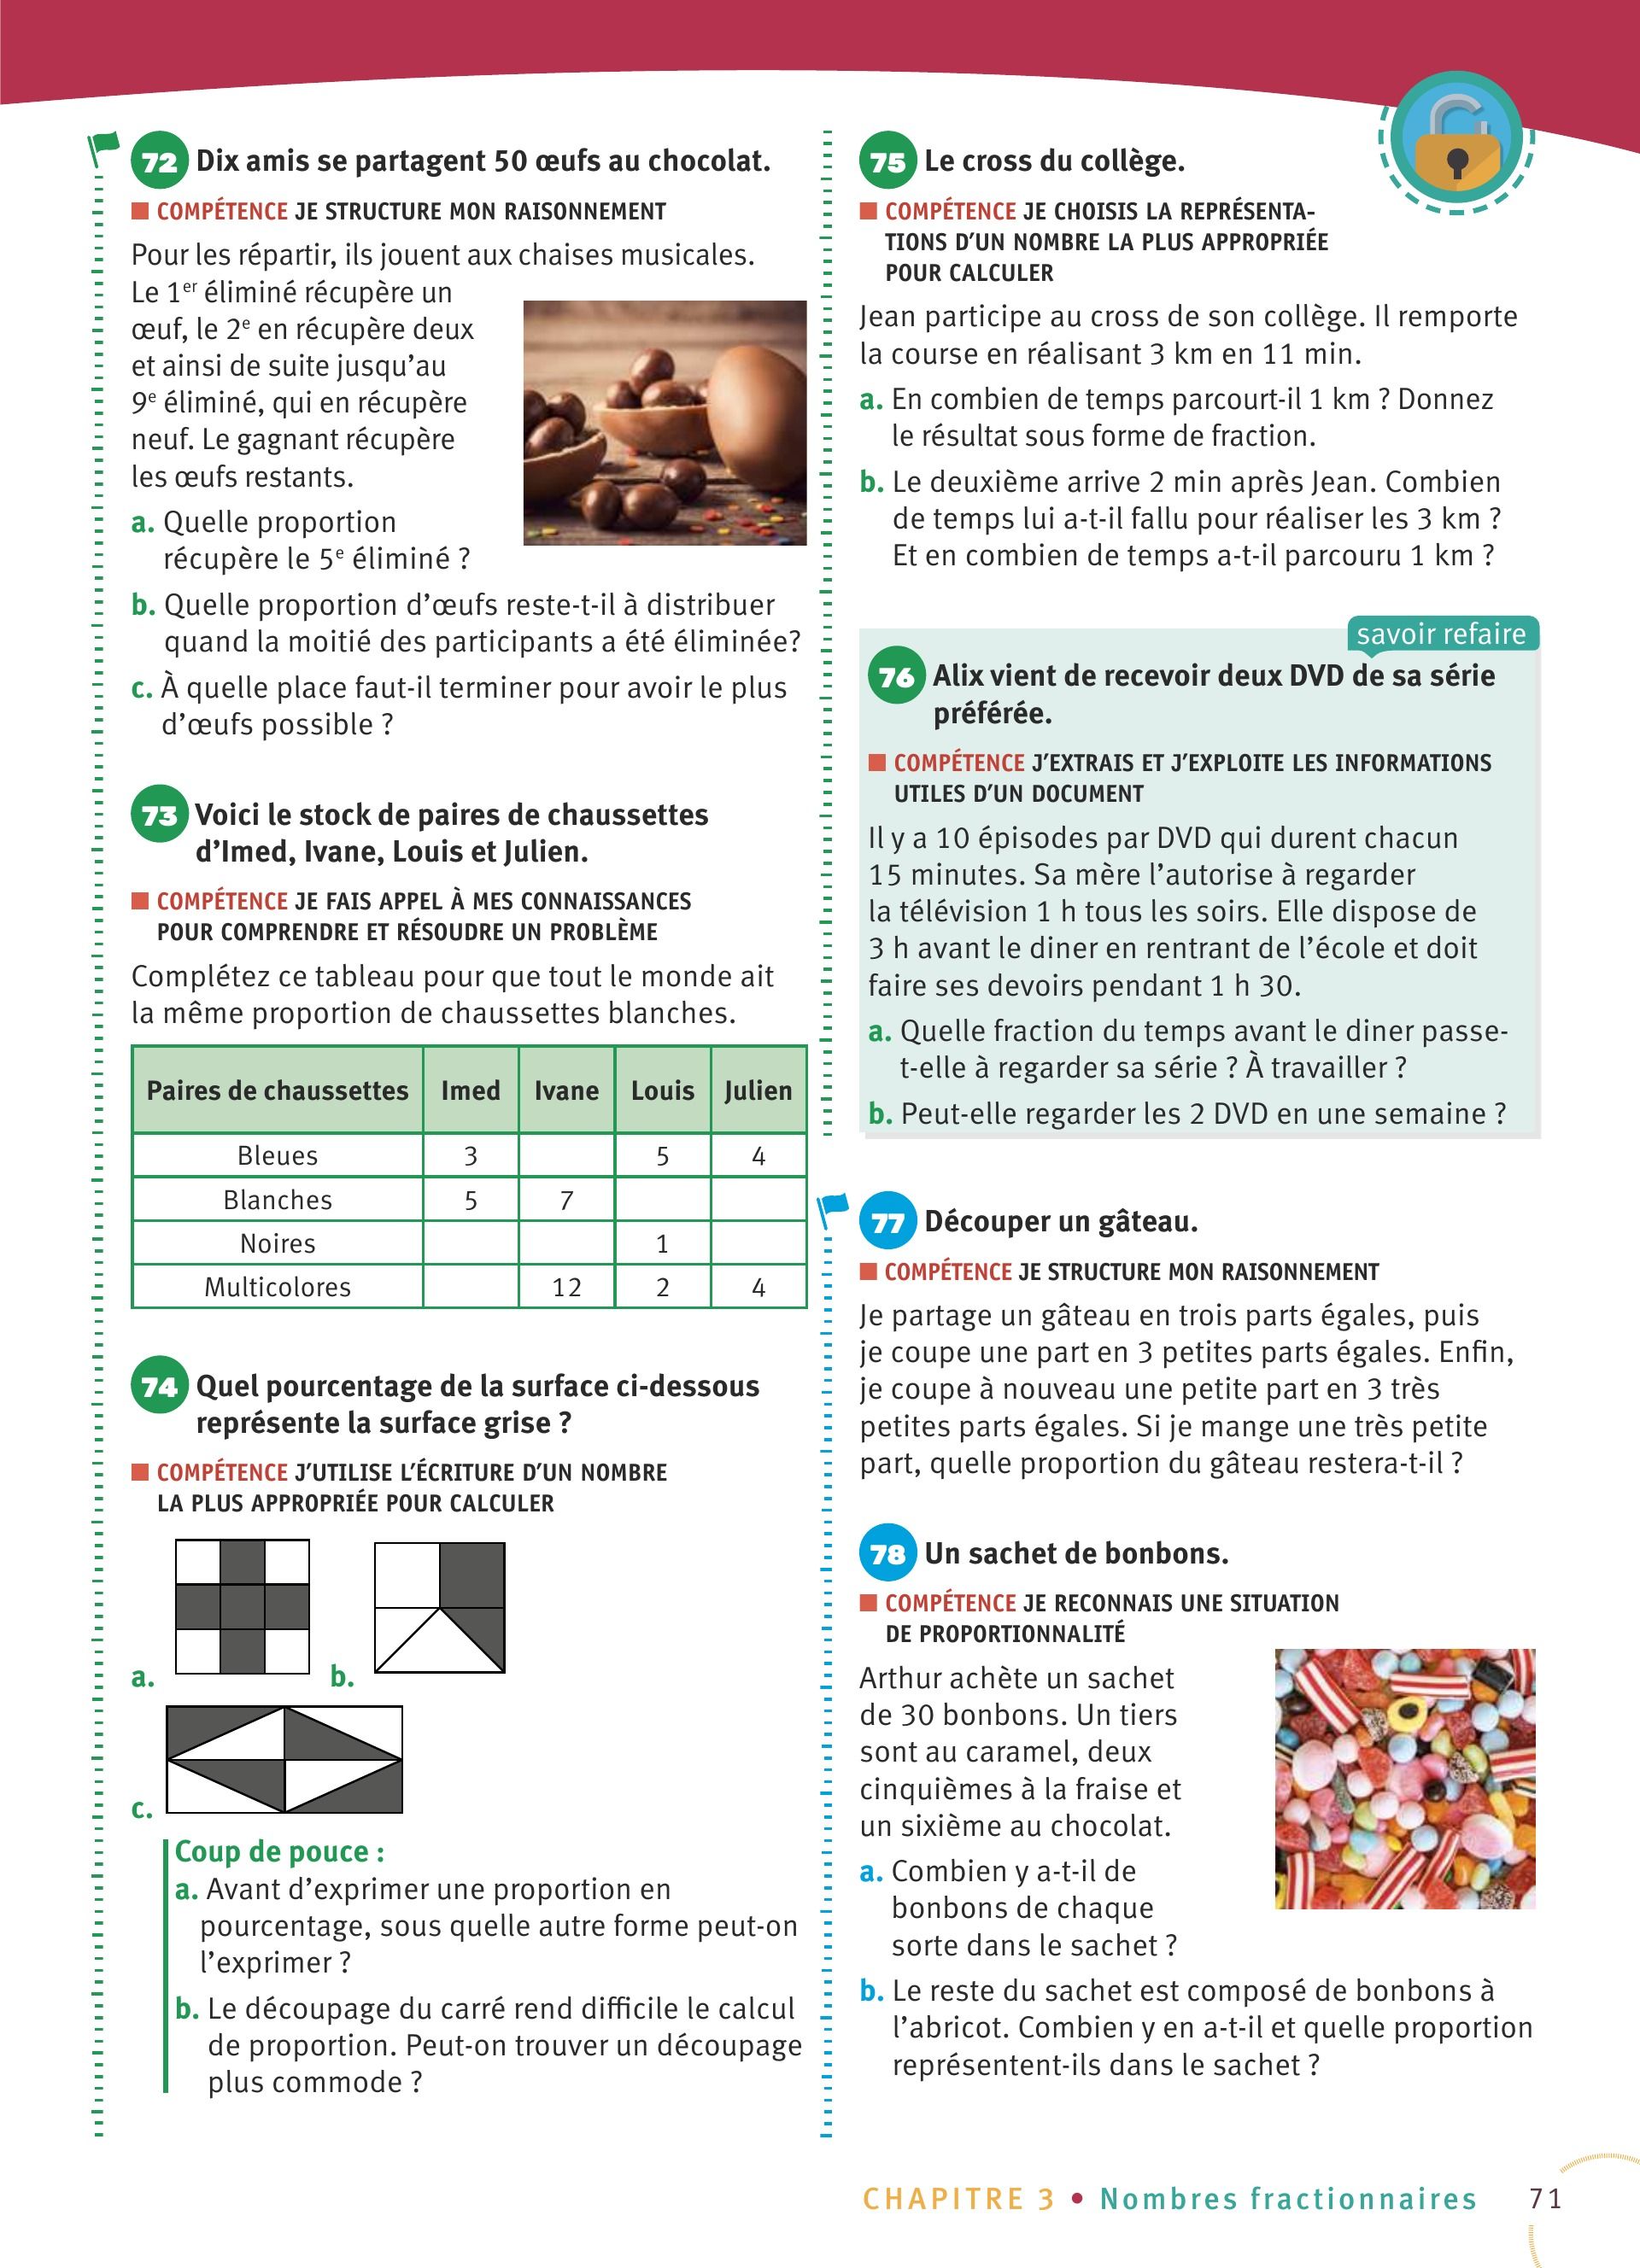 72 Dix amis se partagent 50 œufs au chocolat.
COMPÉTENCE JE STRUCTURE MON RAISONNEMENT
Pour les répartir, ils jouent aux chaises musicales.
Le 1er éliminé récupère un
œuf, le 2e en récupère deux
et ainsi de suite jusqu’au
9e éliminé, qui en récupère
neuf. Le gagnant récupère
les œufs restants.
a. Quelle proportion
récupère le 5e éliminé ?
b. Quelle proportion d’œufs reste-t-il à distribuer
quand la moitié des participants a été éliminée?
c. À quelle place faut-il terminer pour avoir le plus
d’œufs possible ?
73 Voici le stock de paires de chaussettes
d’Imed, Ivane, Louis et Julien.
COMPÉTENCE JE FAIS APPEL À MES CONNAISSANCES
POUR COMPRENDRE ET RÉSOUDRE UN PROBLÈME
Complétez ce tableau pour que tout le monde ait
la même proportion de chaussettes blanches.
Paires de chaussettes Imed Ivane Louis Julien
Bleues 3 5 4
Blanches 5 7
Noires 1
Multicolores 12 2 4
74 Quel pourcentage de la surface ci-dessous
représente la surface grise ?
COMPÉTENCE J’UTILISE L’ÉCRITURE D’UN NOMBRE
LA PLUS APPROPRIÉE POUR CALCULER
a. b.
c.
Coup de pouce :
a. Avant d’exprimer une proportion en
pourcentage, sous quelle autre forme peut-on
l’exprimer ?
b. Le découpage du carré rend difficile le calcul
de proportion. Peut-on trouver un découpage
plus commode ?
75 Le cross du collège.
COMPÉTENCE JE CHOISIS LA REPRÉSENTA-
TIONS D’UN NOMBRE LA PLUS APPROPRIÉE
POUR CALCULER
Jean participe au cross de son collège. Il remporte
la course en réalisant 3 km en 11 min.
a. En combien de temps parcourt-il 1 km ? Donnez
le résultat sous forme de fraction.
b. Le deuxième arrive 2 min après Jean. Combien
de temps lui a-t-il fallu pour réaliser les 3 km ?
Et en combien de temps a-t-il parcouru 1 km ?
savoir refaire
76 Alix vient de recevoir deux DVD de sa série
préférée.
COMPÉTENCE J’EXTRAIS ET J’EXPLOITE LES INFORMATIONS
UTILES D’UN DOCUMENT
Il y a 10 épisodes par DVD qui durent chacun
15 minutes. Sa mère l’autorise à regarder
la télévision 1 h tous les soirs. Elle dispose de
3 h avant le diner en rentrant de l’école et doit
faire ses devoirs pendant 1 h 30.
a. Quelle fraction du temps avant le diner passe-
t-elle à regarder sa série ? À travailler ?
b. Peut-elle regarder les 2 DVD en une semaine ?
77 Découper un gâteau.
COMPÉTENCE JE STRUCTURE MON RAISONNEMENT
Je partage un gâteau en trois parts égales, puis
je coupe une part en 3 petites parts égales. Enfin,
je coupe à nouveau une petite part en 3 très
petites parts égales. Si je mange une très petite
part, quelle proportion du gâteau restera-t-il ?
78 Un sachet de bonbons.
COMPÉTENCE JE RECONNAIS UNE SITUATION
DE PROPORTIONNALITÉ
Arthur achète un sachet
de 30 bonbons. Un tiers
sont au caramel, deux
cinquièmes à la fraise et
un sixième au chocolat.
a. Combien y a-t-il de
bonbons de chaque
sorte dans le sachet ?
b. Le reste du sachet est composé de bonbons à
l’abricot. Combien y en a-t-il et quelle proportion
représentent-ils dans le sachet ?
CHAPITRE 3 • Nombres fractionnaires 71